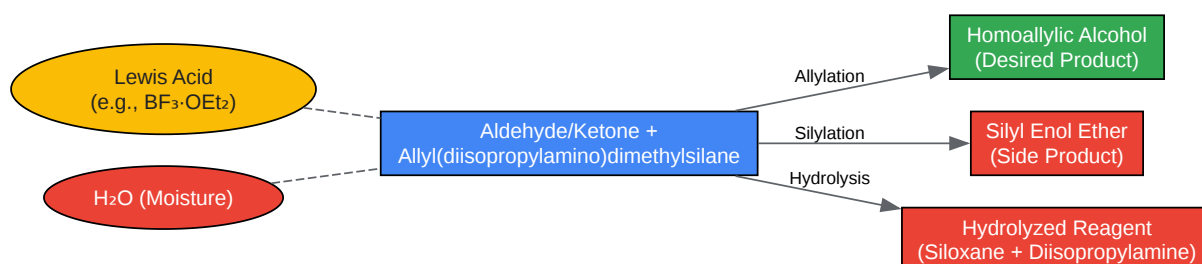 Lewis Acid
(e.g., BF₃·OEt₂)
H₂O (Moisture)
Aldehyde/Ketone +
Allyl(diisopropylamino)dimethylsilane
Allylation
Silylation
Hydrolysis
Homoallylic Alcohol
(Desired Product)
Silyl Enol Ether
(Side Product)
Hydrolyzed Reagent
(Siloxane + Diisopropylamine)